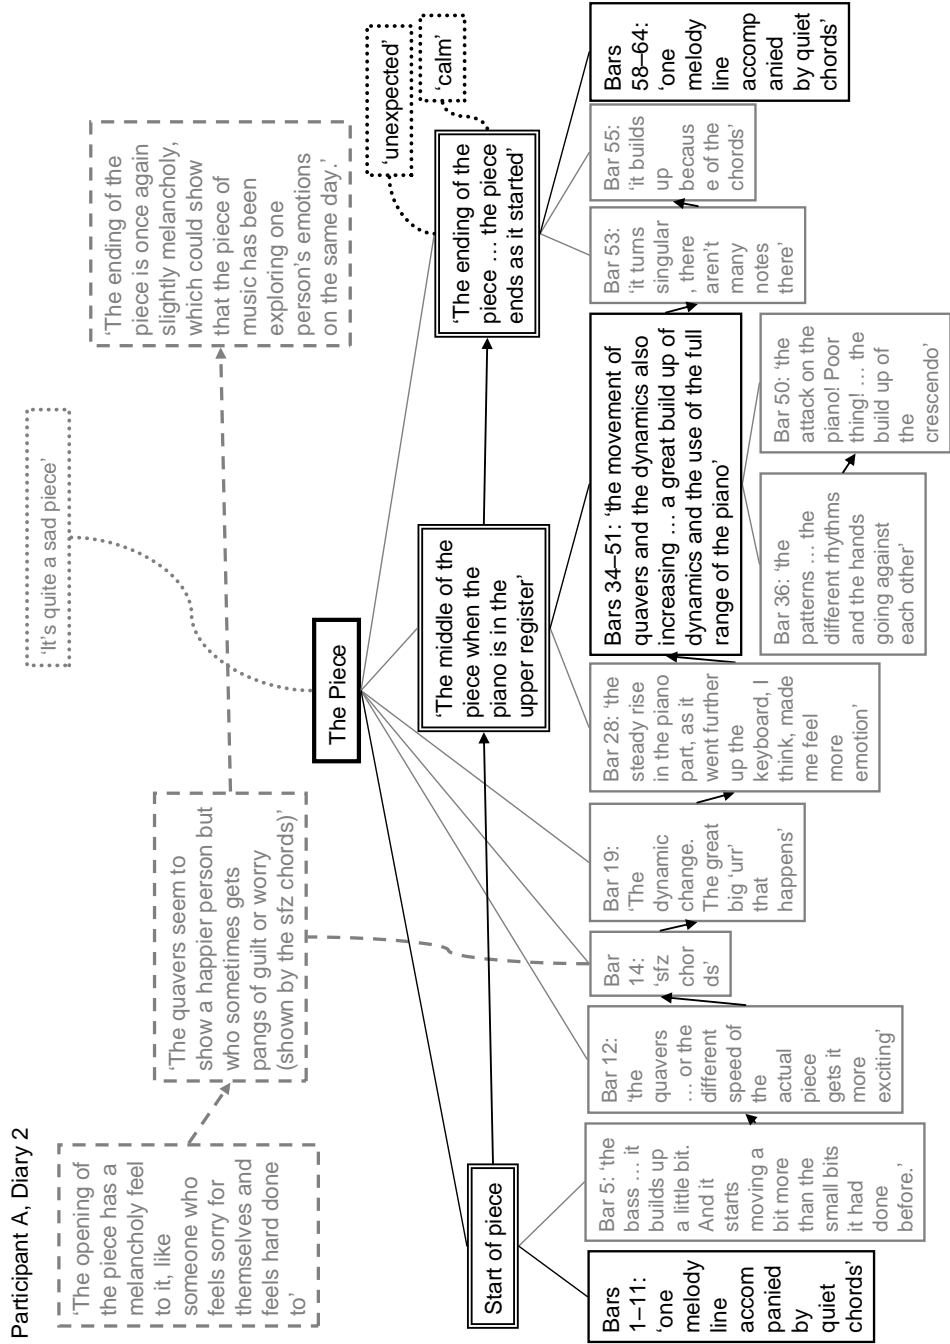 Participant A, Diary 2
‘The opening of
the piece has a
melancholy feel
to it, like
someone who
feels sorry for
themselves and
feels hard done
to’
‘The quavers seem to
show a happier person but
who sometimes gets
pangs of guilt or worry
(shown by the sfz chords)’
‘It’s quite a sad piece’
‘The ending of the
piece is once again
slightly melancholy,
which could show
that the piece of
music has been
exploring one
person’s emotions
on the same day.’
The Piece
‘unexpected’
‘calm’
Start of piece
‘The middle of the
piece when the
piano is in the
upper register’
‘The ending of the
piece … the piece
ends as it started’
Bars
1–11:
‘one
melody
line
accom
panied
by
quiet
chords’
Bar 5: ‘the
bass … it
builds up
a little bit.
And it
starts
moving a
bit more
than the
small bits
it had
done
before.’
Bar 12:
‘the
quavers
… or the
different
speed of
the
actual
piece
gets it
more
exciting’
Bar
14:
‘sfz
chor
ds’
Bar 19:
‘The
dynamic
change.
The great
big ‘urr’
that
happens’
Bar 28: ‘the
steady rise
in the piano
part, as it
went further
up the
keyboard, I
think, made
me feel
more
emotion’
Bars 34–51: ‘the movement of
quavers and the dynamics also
increasing … a great build up of
dynamics and the use of the full
range of the piano’
Bar 36: ‘the
patterns … the
different rhythms
and the hands
going against
each other’
Bar 50: ‘the
attack on the
piano! Poor
thing! … the
build up of
the
crescendo’
Bar 53:
‘it turns
singular
, there
aren’t
many
notes
there’
Bar 55:
‘it builds
up
becaus
e of the
chords’
Bars
58–64:
‘one
melody
line
accomp
anied
by quiet
chords’